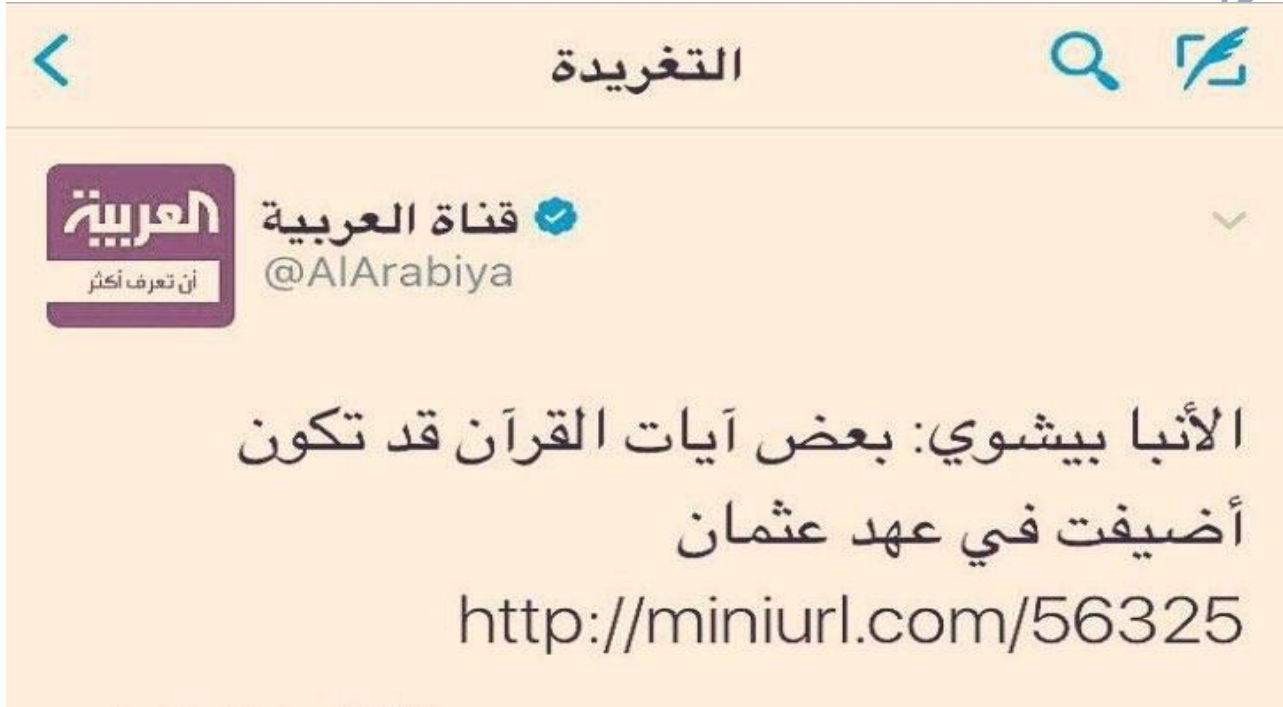 التغريدة
العربية
أن تعرف أكثر
قناة العربية
@AlArabiya
الأنبا بيشوي: بعض آيات القرآن قد تكون
أضيفت في عهد عثمان
http://miniurl.com/56325